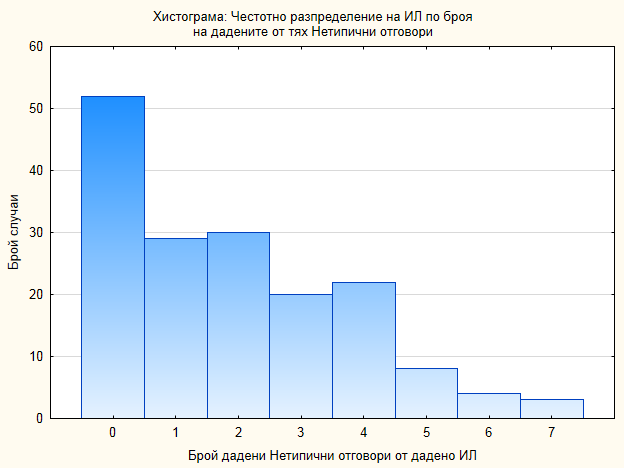 Хистограма: Честотно разпределение на ИЛ по броя
на дадените от тях Нетипични отговори
60
50
40
30
20
10
0
Брой случаи
0 1 2 3 4 5 6 7
Брой дадени Нетипични отговори от дадено ИЛ